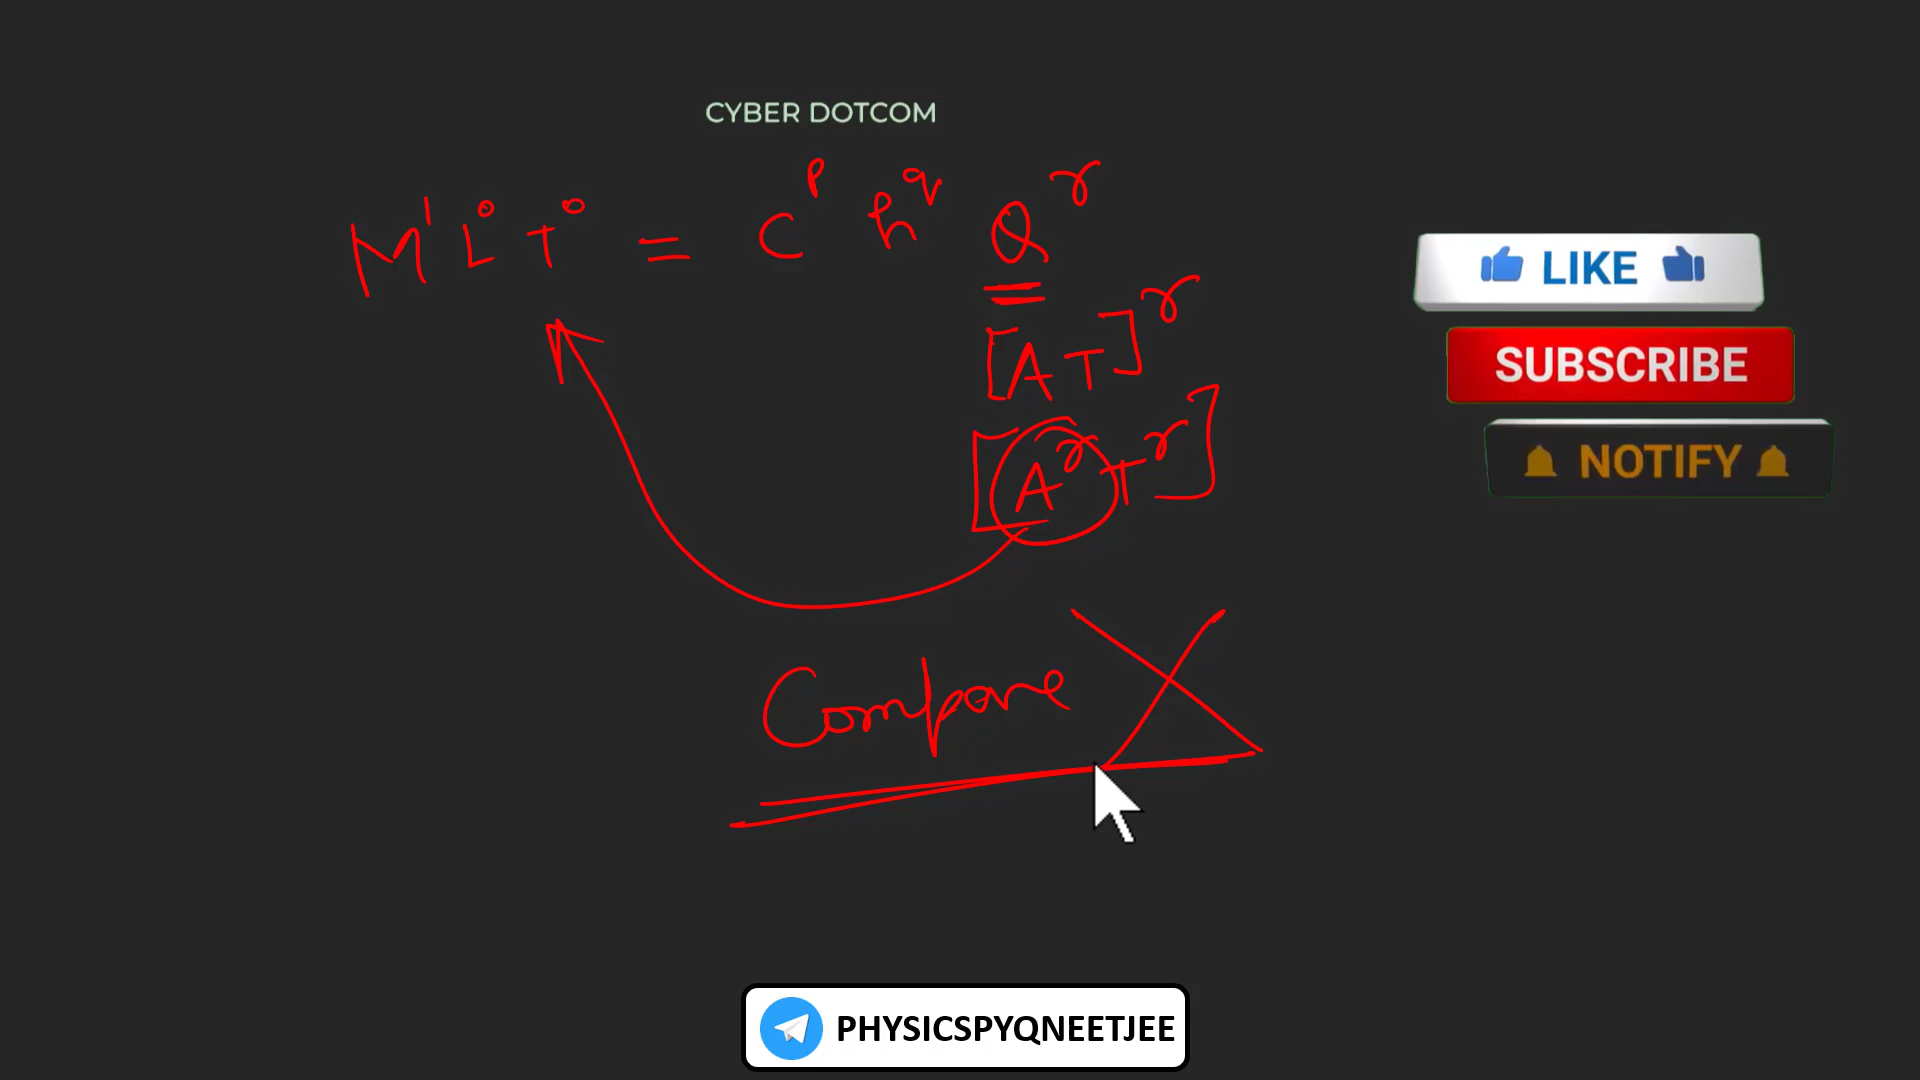 CYBER DOTCOM
M¹ L⁰ T⁰ = C^p h^q Q^r
[A T]^r
[A^r T^r]
Compare
LIKE
SUBSCRIBE
NOTIFY
PHYSICSPYQNEETJEE